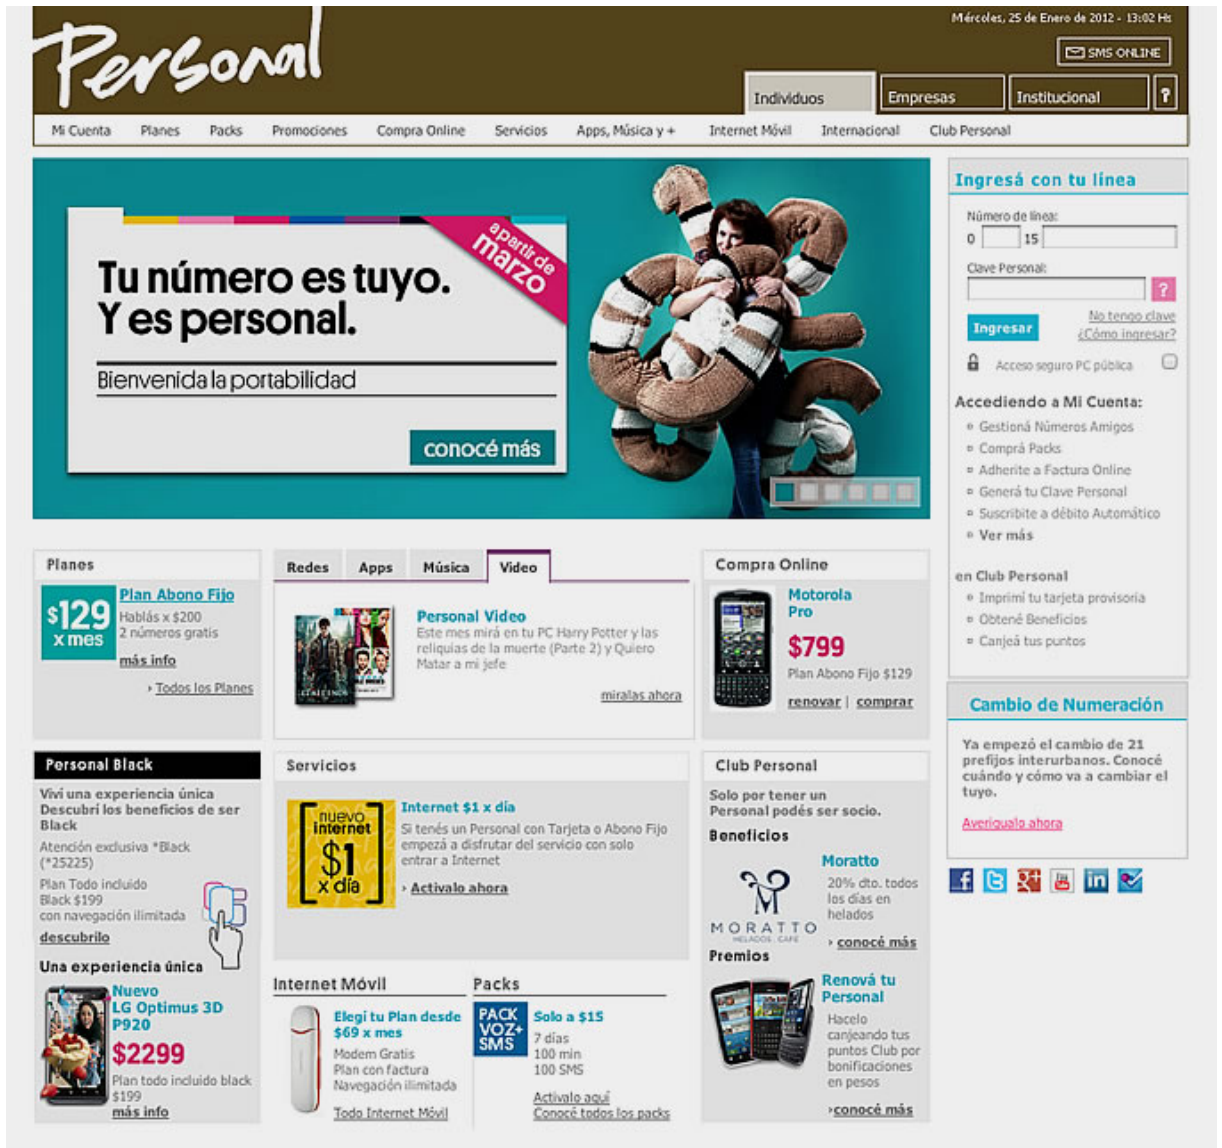 Personal
Miércoles, 25 de Enero de 2012 - 13:02 Hs
SMS ONLINE
Individuos
Empresas
Institucional
?
Mi Cuenta
Planes
Packs
Promociones
Compra Online
Servicios
Apps, Música y +
Internet Móvil
Internacional
Club Personal
a partir de
marzo
Tu número es tuyo.
Y es personal.
Bienvenida la portabilidad
conocé más
Ingresá con tu línea
Número de línea:
0 15
Clave Personal:
?
No tengo clave
Ingresar
¿Cómo ingresar?
Acceso seguro PC pública
Accediendo a Mi Cuenta:
Gestioná Números Amigos
Comprá Packs
Adherite a Factura Online
Generá tu Clave Personal
Suscribite a débito Automático
Ver más
en Club Personal
Imprimí tu tarjeta provisoria
Obtené Beneficios
Canjeá tus puntos
Cambio de Numeración
Ya empezó el cambio de 21
prefijos interurbanos. Conocé
cuándo y cómo va a cambiar el
tuyo.
Averigualo ahora
Planes
$129
x mes
Plan Abono Fijo
Hablás x $200
2 números gratis
más info
› Todos los Planes
Redes
Apps
Música
Video
Personal Video
Este mes mirá en tu PC Harry Potter y las
reliquias de la muerte (Parte 2) y Quiero
Matar a mi jefe
miralas ahora
Compra Online
Motorola
Pro
$799
Plan Abono Fijo $129
renovar | comprar
Personal Black
Viví una experiencia única
Descubrí los beneficios de ser
Black
Atención exclusiva *Black
(*25225)
Plan Todo incluido
Black $199
con navegación ilimitada
descubrilo
Una experiencia única
Nuevo
LG Optimus 3D
P920
$2299
Plan todo incluido black
$199
más info
Servicios
nuevo
internet
$1
x día
Internet $1 x día
Si tenés un Personal con Tarjeta o Abono Fijo
empezá a disfrutar del servicio con solo
entrar a Internet
› Activalo ahora
Internet Móvil
Elegí tu Plan desde
$69 x mes
Modem Gratis
Plan con factura
Navegación ilimitada
Todo Internet Móvil
Packs
PACK
VOZ+
SMS
Solo a $15
7 días
100 min
100 SMS
Activalo aquí
Conocé todos los packs
Club Personal
Solo por tener un
Personal podés ser socio.
Beneficios
MORATTO
HELADOS CAFE
Moratto
20% dto. todos
los días en
helados
› conocé más
Premios
Renová tu
Personal
Hacelo
canjeando tus
puntos Club por
bonificaciones
en pesos
›conocé más